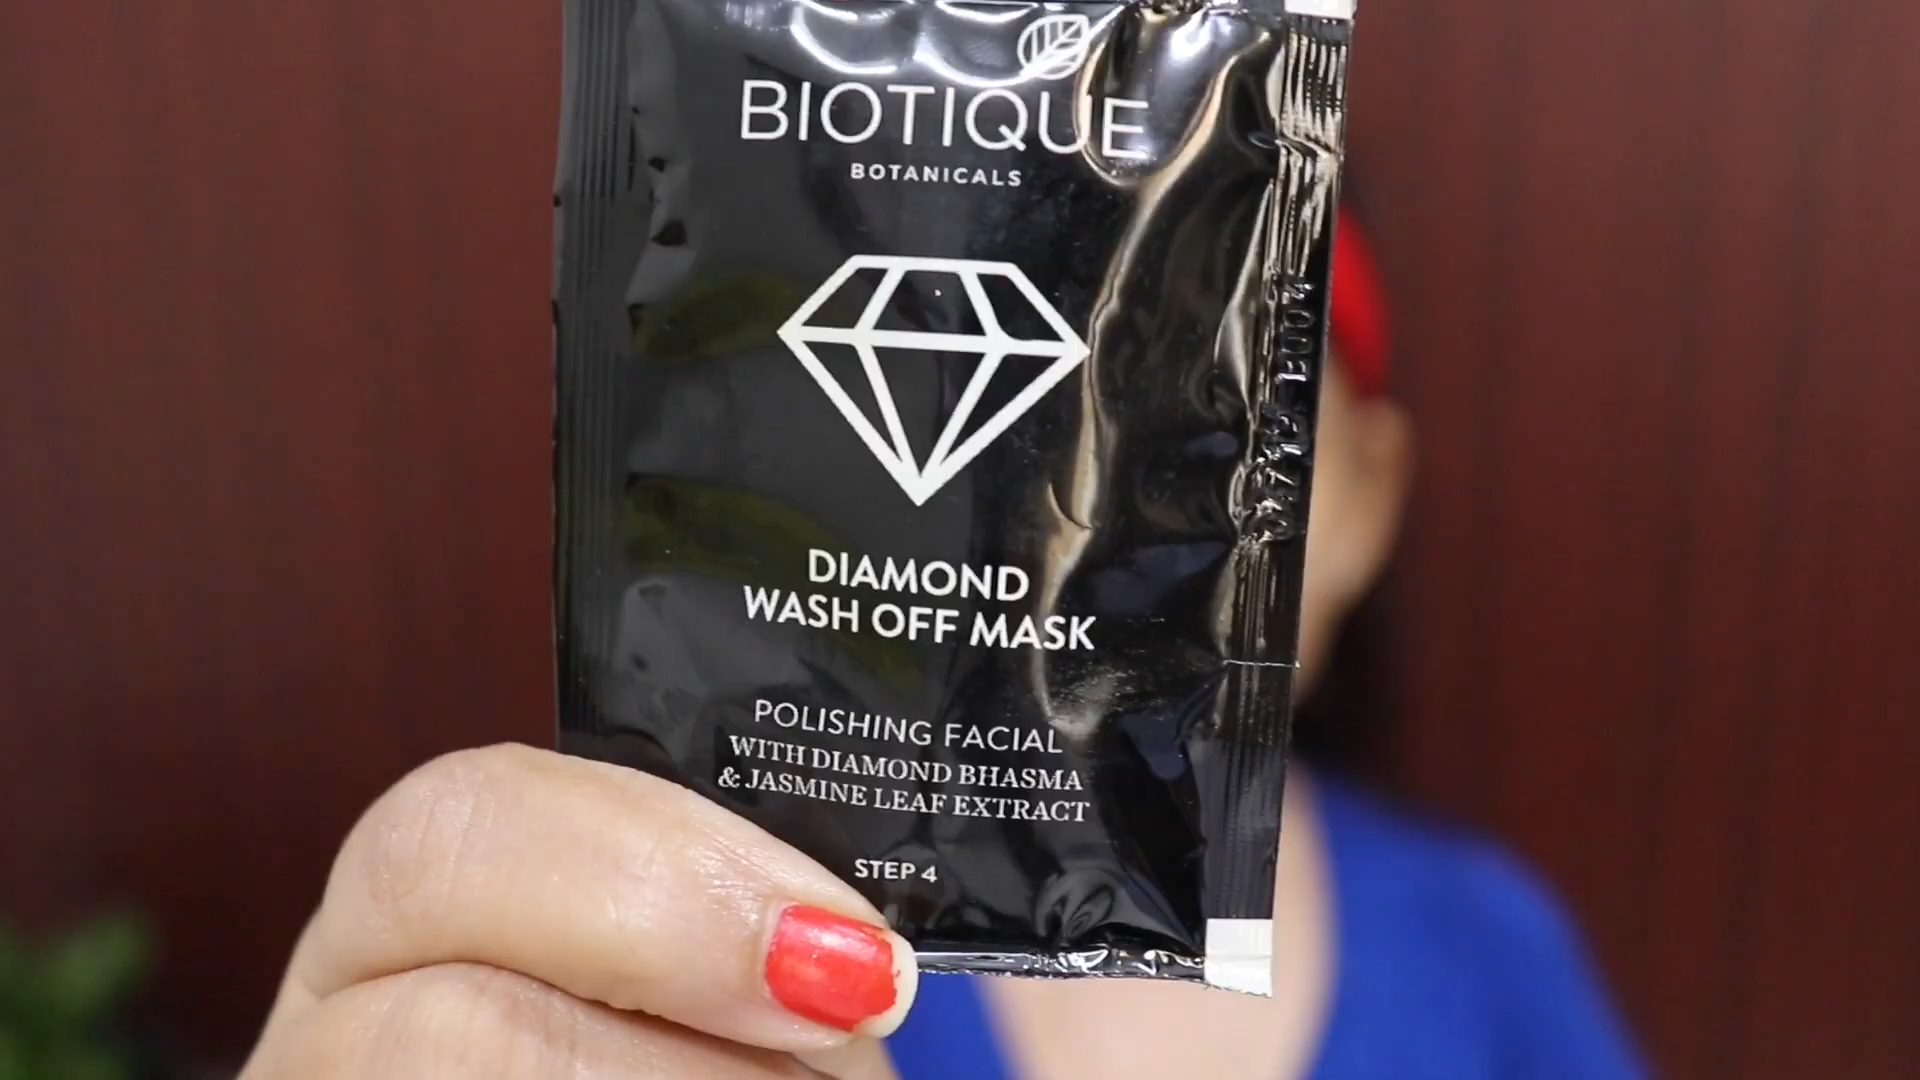 BIOTIQUE
BOTANICALS
DIAMOND
WASH OFF MASK
POLISHING FACIAL
WITH DIAMOND BHASMA
& JASMINE LEAF EXTRACT
STEP 4